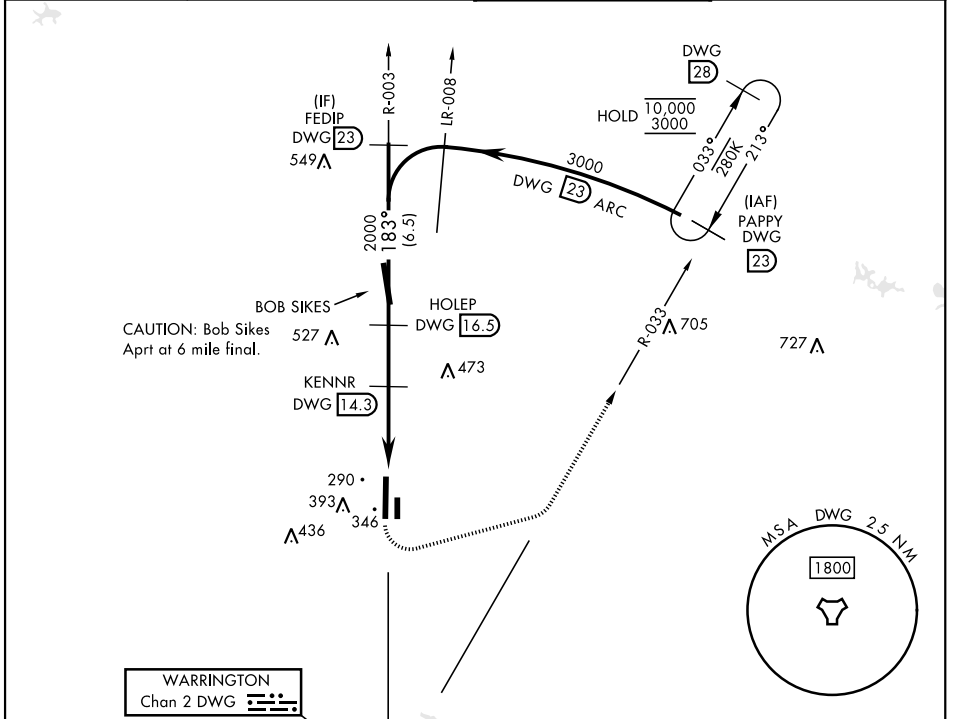 R-003
LR-008
(IF)
FEDIP
DWG 23
549
DWG
28
HOLD 10,000
3000
033°
280K
213°
3000
DWG 23 ARC
(IAF)
PAPPY
DWG
23
2000
183°
(6.5)
BOB SIKES
CAUTION: Bob Sikes
Aprt at 6 mile final.
527
HOLEP
DWG 16.5
473
R-033
705
727
KENNR
DWG 14.3
290
393
346
436
MSA DWG 25 NM
1800
WARRINGTON
Chan 2 DWG